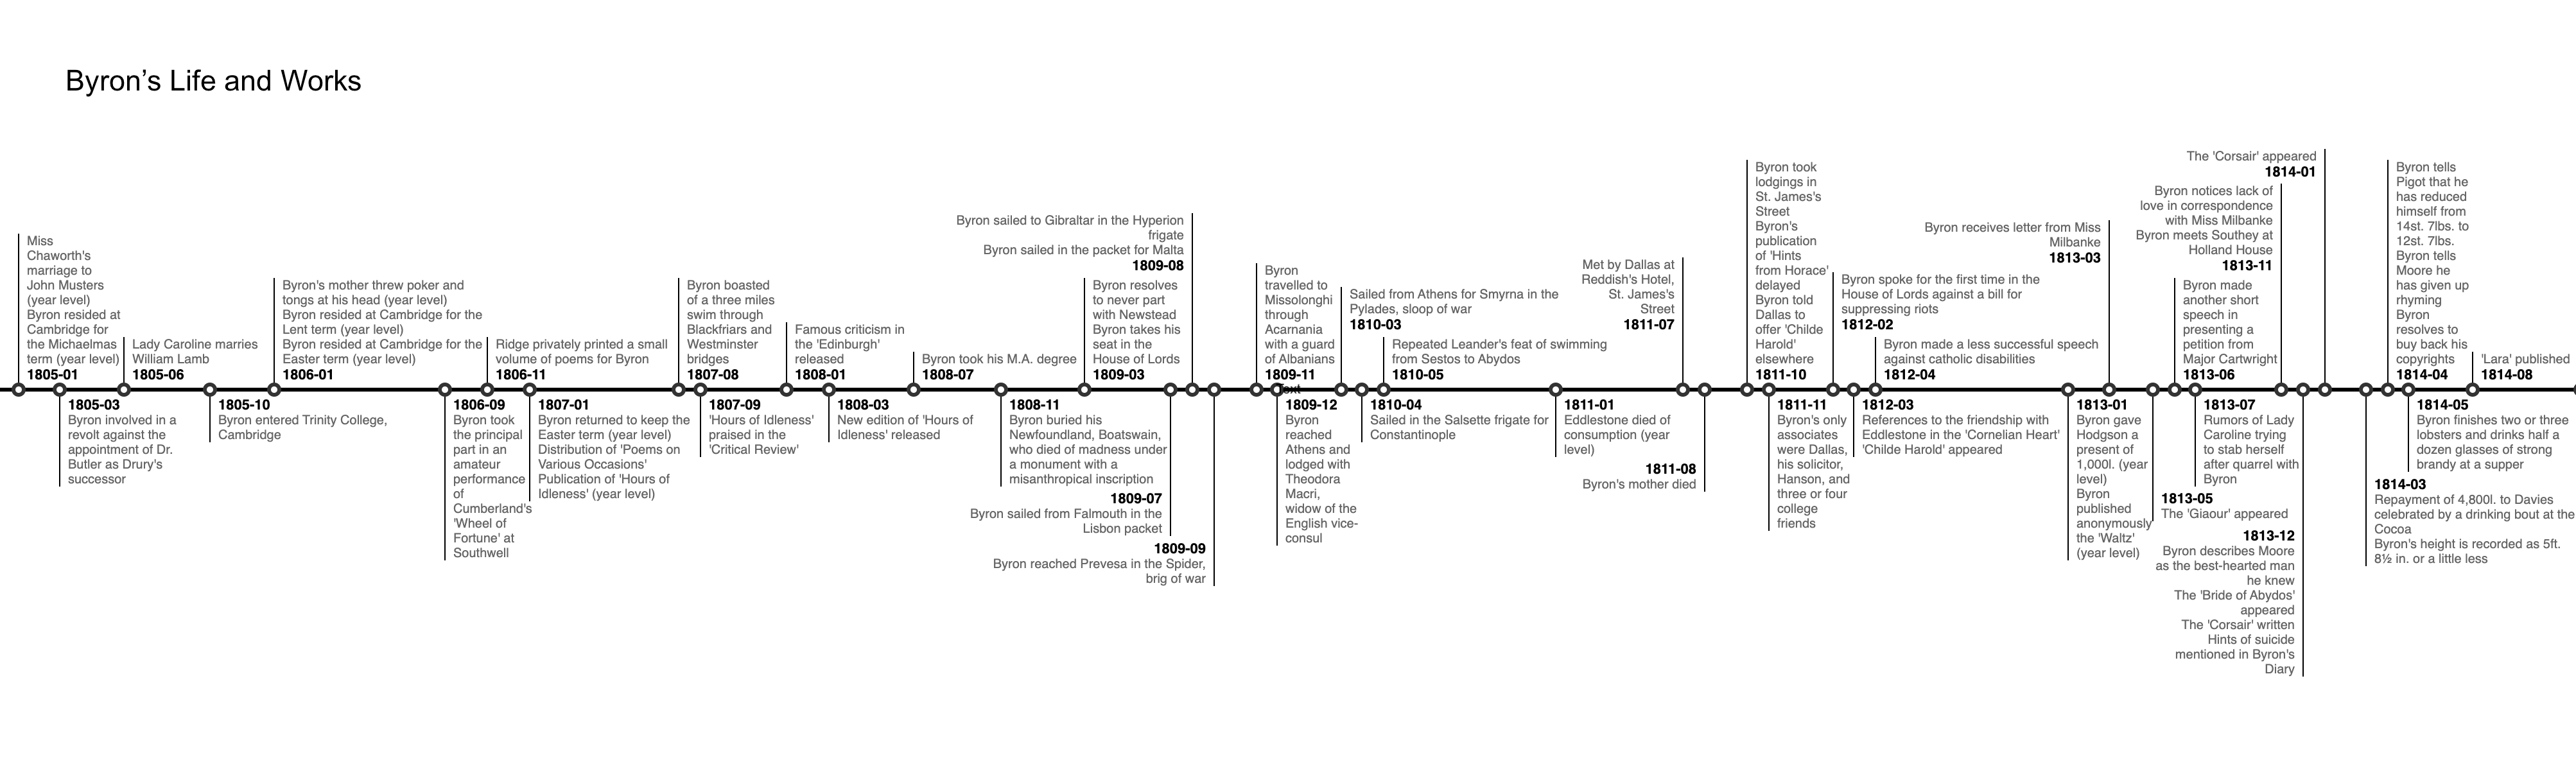 Byron’s Life and Works
Miss
Chaworth's
marriage to
John Musters
(year level)
Byron resided at
Cambridge for
the Michaelmas
term (year level)
1805-01
1805-03
Byron involved in a
revolt against the
appointment of Dr.
Butler as Drury's
successor
Lady Caroline marries
William Lamb
1805-06
1805-10
Byron entered Trinity College,
Cambridge
Byron's mother threw poker and
tongs at his head (year level)
Byron resided at Cambridge for the
Lent term (year level)
Byron resided at Cambridge for the
Easter term (year level)
1806-01
1806-09
Byron took
the principal
part in an
amateur
performance
of
Cumberland's
'Wheel of
Fortune' at
Southwell
Ridge privately printed a small
volume of poems for Byron
1806-11
1807-01
Byron returned to keep the
Easter term (year level)
Distribution of 'Poems on
Various Occasions'
Publication of 'Hours of
Idleness' (year level)
Byron boasted
of a three miles
swim through
Blackfriars and
Westminster
bridges
1807-08
1807-09
'Hours of Idleness'
praised in the
'Critical Review'
Famous criticism in
the 'Edinburgh'
released
1808-01
1808-03
New edition of 'Hours of
Idleness' released
Byron took his M.A. degree
1808-07
1808-11
Byron buried his
Newfoundland, Boatswain,
who died of madness under
a monument with a
misanthropical inscription
Byron resolves
to never part
with Newstead
Byron takes his
seat in the
House of Lords
1809-03
1809-07
Byron sailed from Falmouth in the
Lisbon packet
Byron sailed to Gibraltar in the Hyperion
frigate
Byron sailed in the packet for Malta
1809-08
1809-09
Byron reached Prevesa in the Spider,
brig of war
Byron
travelled to
Missolonghi
through
Acarnania
with a guard
of Albanians
1809-11
Text
1809-12
Byron
reached
Athens and
lodged with
Theodora
Macri,
widow of the
English vice-
consul
Sailed from Athens for Smyrna in the
Pylades, sloop of war
1810-03
1810-04
Sailed in the Salsette frigate for
Constantinople
Repeated Leander's feat of swimming
from Sestos to Abydos
1810-05
1811-01
Eddlestone died of
consumption (year
level)
Met by Dallas at
Reddish's Hotel,
St. James's
Street
1811-07
1811-08
Byron's mother died
Byron took
lodgings in
St. James's
Street
Byron's
publication
of 'Hints
from Horace'
delayed
Byron told
Dallas to
offer 'Childe
Harold'
elsewhere
1811-10
1811-11
Byron's only
associates
were Dallas,
his solicitor,
Hanson, and
three or four
college
friends
Byron spoke for the first time in the
House of Lords against a bill for
suppressing riots
1812-02
1812-03
References to the friendship with
Eddlestone in the 'Cornelian Heart'
'Childe Harold' appeared
Byron made a less successful speech
against catholic disabilities
1812-04
1813-01
Byron gave
Hodgson a
present of
1,000l. (year
level)
Byron
published
anonymously
the 'Waltz'
(year level)
Byron receives letter from Miss
Milbanke
1813-03
1813-05
The 'Giaour' appeared
Byron made
another short
speech in
presenting a
petition from
Major Cartwright
1813-06
1813-07
Rumors of Lady
Caroline trying
to stab herself
after quarrel with
Byron
Byron notices lack of
love in correspondence
with Miss Milbanke
Byron meets Southey at
Holland House
1813-11
1813-12
Byron describes Moore
as the best-hearted man
he knew
The 'Bride of Abydos'
appeared
The 'Corsair' written
Hints of suicide
mentioned in Byron's
Diary
The 'Corsair' appeared
1814-01
1814-03
Repayment of 4,800l. to Davies
celebrated by a drinking bout at the
Cocoa
Byron's height is recorded as 5ft.
8½ in. or a little less
Byron tells
Pigot that he
has reduced
himself from
14st. 7lbs. to
12st. 7lbs.
Byron tells
Moore he
has given up
rhyming
Byron
resolves to
buy back his
copyrights
1814-04
1814-05
Byron finishes two or three
lobsters and drinks half a
dozen glasses of strong
brandy at a supper
'Lara' published
1814-08